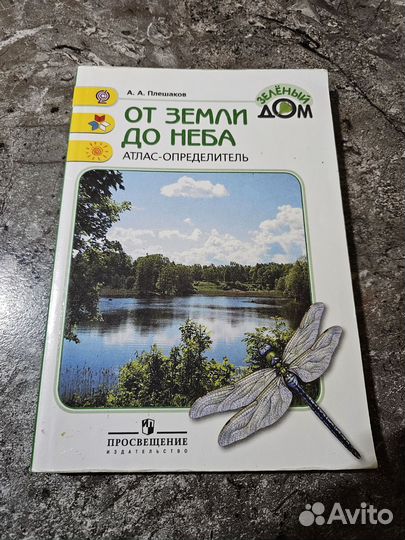 А. А. Плешаков
ЗЕЛЁНЫЙ
ДОМ
ОТ ЗЕМЛИ
ДО НЕБА
АТЛАС-ОПРЕДЕЛИТЕЛЬ
ПРОСВЕЩЕНИЕ
ИЗДАТЕЛЬСТВО
Avito